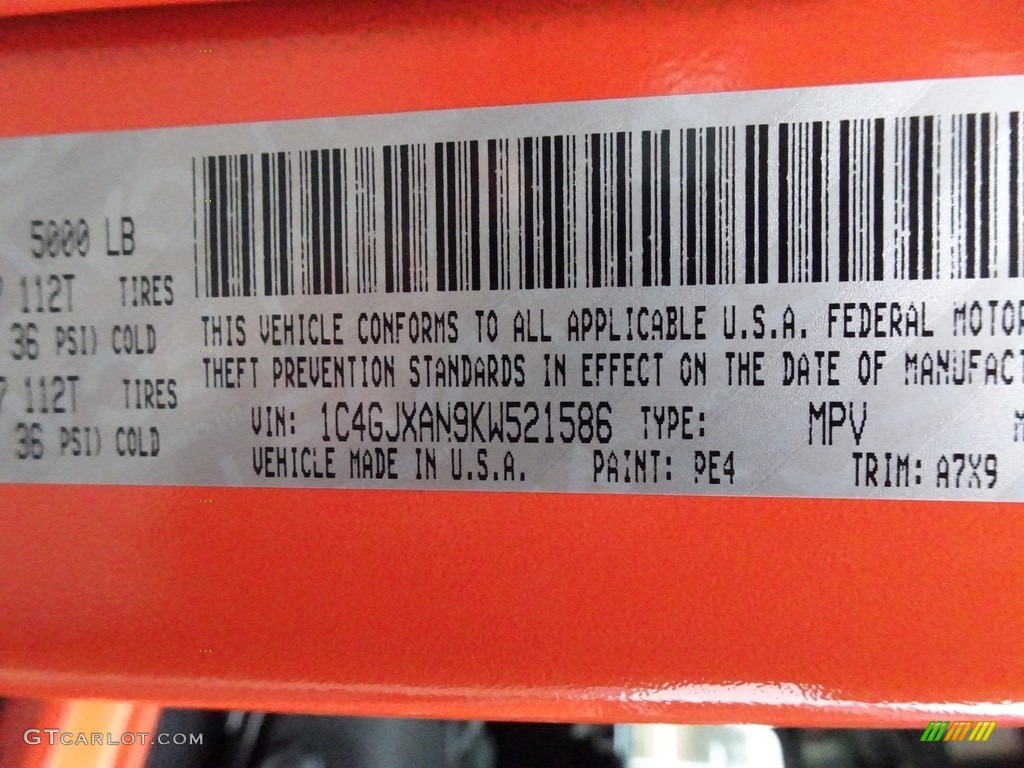 5000 LB
112T TIRES
36 PSI) COLD
112T TIRES
36 PSI) COLD
THIS VEHICLE CONFORMS TO ALL APPLICABLE U.S.A. FEDERAL MOTOR
THEFT PREVENTION STANDARDS IN EFFECT ON THE DATE OF MANUFACT
VIN: 1C4GJXAN9KW521586 TYPE: MPV
VEHICLE MADE IN U.S.A. PAINT: PE4 TRIM: A7X9
GTCARLOT.COM